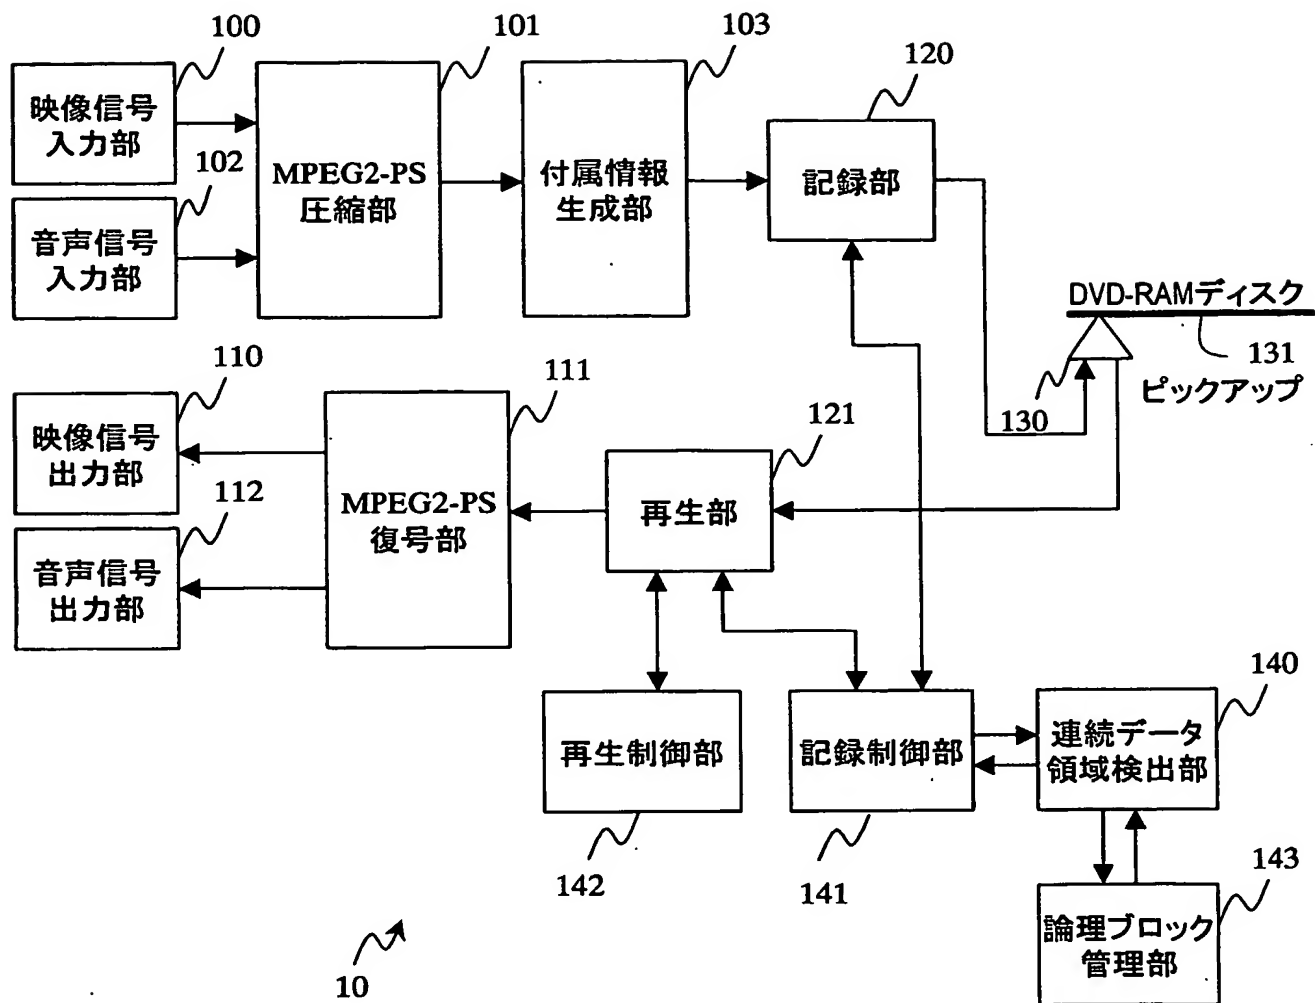 100
101
103
120
映像信号
入力部
102
音声信号
入力部
MPEG2-PS
圧縮部
付属情報
生成部
記録部
DVD-RAMディスク
131
ピックアップ
130
110
111
121
映像信号
出力部
112
音声信号
出力部
MPEG2-PS
復号部
再生部
140
再生制御部
記録制御部
連続データ
領域検出部
142
141
143
論理ブロック
管理部
10